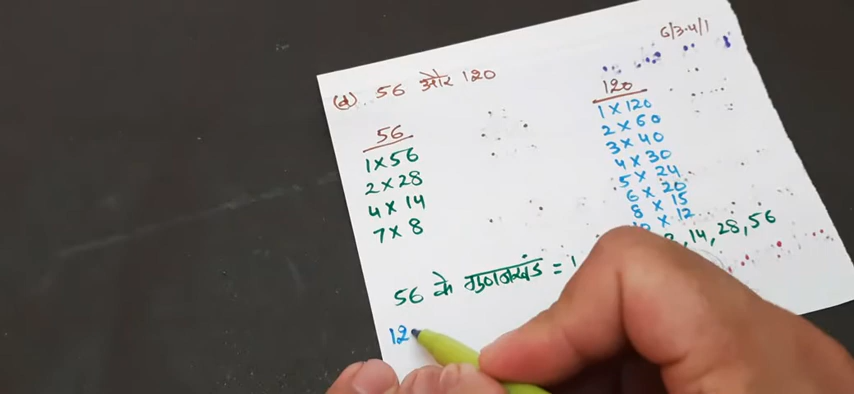 6/3.4/1
(d) 56 और 120
56
1 x 56
2 x 28
4 x 14
7 x 8
120
1 x 120
2 x 60
3 x 40
4 x 30
5 x 24
6 x 20
8 x 15
10 x 12
56 के गुणनखंड = 1, 8, 14, 28, 56
12